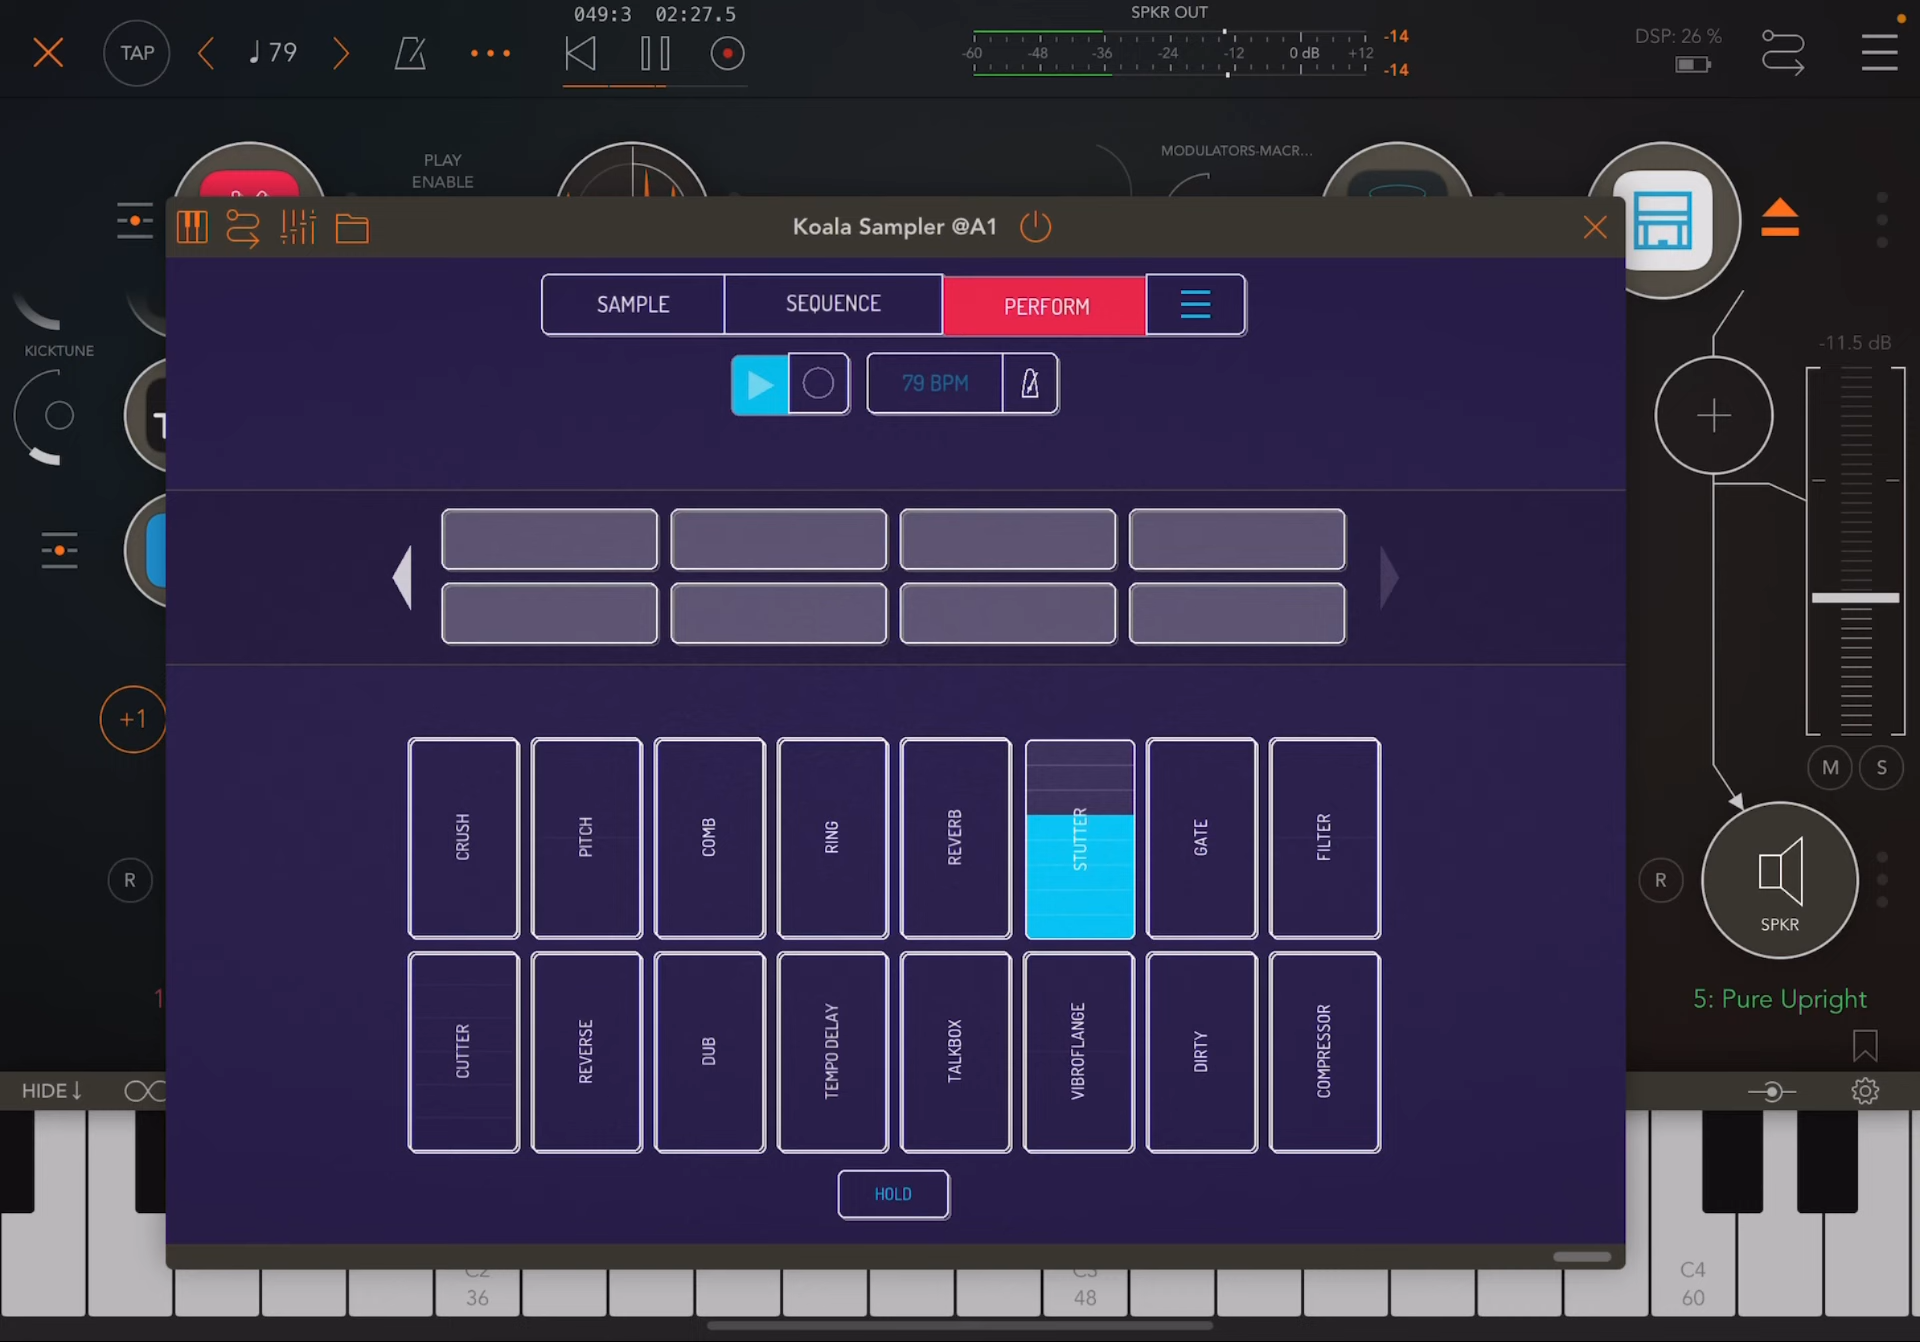 049:3 02:27.5
SPKR OUT
TAP
79
-60 -48 -36 -24 -12 0 dB +12
-14
-14
DSP: 26 %
PLAY
ENABLE
MODULATORS-MACR...
Koala Sampler @A1
SAMPLE SEQUENCE PERFORM
79 BPM
KICKTUNE
-11.5 dB
+1
CRUSH PITCH COMB RING REVERB STUTTER GATE FILTER
M S
R
R
SPKR
CUTTER REVERSE DUB TEMPO DELAY TALKBOX VIBROFLANGE DIRTY COMPRESSOR
1
5: Pure Upright
HIDE↓
HOLD
C2 C3 C4
36 48 60